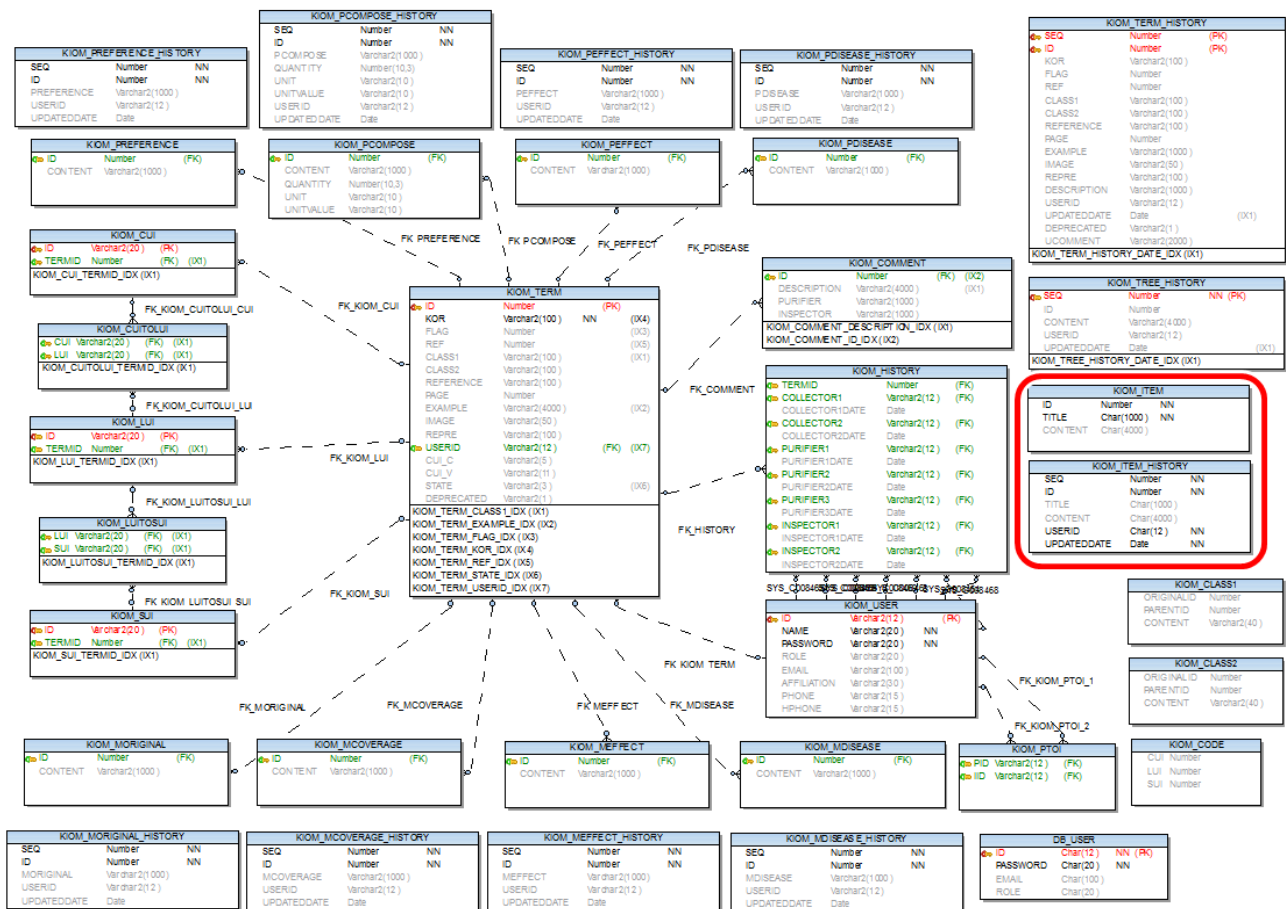 KIOM_PREFERENCE_HISTORY
SEQ Number NN
ID Number NN
PREFERENCE Varchar2(1000)
USERID Varchar2(12)
UPDATEDDATE Date
KIOM_PCOMPOSE_HISTORY
SEQ Number NN
ID Number NN
PCOMPOSE Varchar2(1000)
QUANTITY Number(10,3)
UNIT Varchar2(10)
UNITVALUE Varchar2(10)
USERID Varchar2(12)
UPDATEDDATE Date
KIOM_PEFFECT_HISTORY
SEQ Number NN
ID Number NN
PEFFECT Varchar2(1000)
USERID Varchar2(12)
UPDATEDDATE Date
KIOM_PDISEASE_HISTORY
SEQ Number NN
ID Number NN
PDISEASE Varchar2(1000)
USERID Varchar2(12)
UPDATEDDATE Date
KIOM_TERM_HISTORY
SEQ Number (PK)
ID Number (PK)
KOR Varchar2(100)
FLAG Number
REF Number
CLASS1 Varchar2(100)
CLASS2 Varchar2(100)
REFERENCE Varchar2(100)
PAGE Number
EXAMPLE Varchar2(1000)
IMAGE Varchar2(50)
REPRE Varchar2(100)
DESCRIPTION Varchar2(1000)
USERID Varchar2(12)
UPDATEDDATE Date (IX1)
DEPRECATED Varchar2(1)
UCOMMENT Varchar2(2000)
KIOM_TERM_HISTORY_DATE_IDX (IX1)
KIOM_PREFERENCE
ID Number (FK)
CONTENT Varchar2(1000)
KIOM_PCOMPOSE
ID Number (FK)
CONTENT Varchar2(1000)
QUANTITY Number(10,3)
UNIT Varchar2(10)
UNITVALUE Varchar2(10)
KIOM_PEFFECT
ID Number (FK)
CONTENT Varchar2(1000)
KIOM_PDISEASE
ID Number (FK)
CONTENT Varchar2(1000)
FK_PREFERENCE
FK_PCOMPOSE
FK_PEFFECT
FK_PDISEASE
KIOM_CUI
ID Varchar2(20) (PK)
TERMID Number (FK) (IX1)
KIOM_CUI_TERMID_IDX (IX1)
FK_KIOM_CUITOLUI_CUI
FK_KIOM_CUI
KIOM_CUITOLUI
CUI Varchar2(20) (FK) (IX1)
LUI Varchar2(20) (FK) (IX1)
KIOM_CUITOLUI_TERMID_IDX (IX1)
FK_KIOM_CUITOLUI_LUI
KIOM_LUI
ID Varchar2(20) (PK)
TERMID Number (FK) (IX1)
KIOM_LUI_TERMID_IDX (IX1)
FK_KIOM_LUI
FK_KIOM_LUITOSUI_LUI
KIOM_LUITOSUI
LUI Varchar2(20) (FK) (IX1)
SUI Varchar2(20) (FK) (IX1)
KIOM_LUITOSUI_TERMID_IDX (IX1)
FK_KIOM_LUITOSUI_SUI
FK_KIOM_SUI
KIOM_SUI
ID Varchar2(20) (PK)
TERMID Number (FK) (IX1)
KIOM_SUI_TERMID_IDX (IX1)
KIOM_TERM
ID Number (PK)
KOR Varchar2(100) NN (IX4)
FLAG Number (IX3)
REF Number (IX5)
CLASS1 Varchar2(100) (IX1)
CLASS2 Varchar2(100)
REFERENCE Varchar2(100)
PAGE Number
EXAMPLE Varchar2(4000) (IX2)
IMAGE Varchar2(50)
REPRE Varchar2(100)
USERID Varchar2(12) (FK) (IX7)
CUI_C Varchar2(5)
CUI_V Varchar2(11)
STATE Varchar2(3) (IX6)
DEPRECATED Varchar2(1)
KIOM_TERM_CLASS1_IDX (IX1)
KIOM_TERM_EXAMPLE_IDX (IX2)
KIOM_TERM_FLAG_IDX (IX3)
KIOM_TERM_KOR_IDX (IX4)
KIOM_TERM_REF_IDX (IX5)
KIOM_TERM_STATE_IDX (IX6)
KIOM_TERM_USERID_IDX (IX7)
KIOM_COMMENT
ID Number (FK) (IX2)
DESCRIPTION Varchar2(4000) (IX1)
PURIFIER Varchar2(1000)
INSPECTOR Varchar2(1000)
KIOM_COMMENT_DESCRIPTION_IDX (IX1)
KIOM_COMMENT_ID_IDX (IX2)
FK_COMMENT
KIOM_HISTORY
TERMID Number (FK)
COLLECTOR1 Varchar2(12) (FK)
COLLECTOR1DATE Date
COLLECTOR2 Varchar2(12) (FK)
COLLECTOR2DATE Date
PURIFIER1 Varchar2(12) (FK)
PURIFIER1DATE Date
PURIFIER2 Varchar2(12) (FK)
PURIFIER2DATE Date
PURIFIER3 Varchar2(12) (FK)
PURIFIER3DATE Date
INSPECTOR1 Varchar2(12) (FK)
INSPECTOR1DATE Date
INSPECTOR2 Varchar2(12) (FK)
INSPECTOR2DATE Date
FK_HISTORY
KIOM_TREE_HISTORY
SEQ Number NN (PK)
ID Number
CONTENT Varchar2(4000)
USERID Varchar2(12)
UPDATEDDATE Date (IX1)
KIOM_TREE_HISTORY_DATE_IDX (IX1)
KIOM_ITEM
ID Number NN
TITLE Char(1000) NN
CONTENT Char(4000)
KIOM_ITEM_HISTORY
SEQ Number NN
ID Number NN
TITLE Char(1000)
CONTENT Char(4000)
USERID Char(12) NN
UPDATEDDATE Date NN
KIOM_USER
ID Varchar2(12) (PK)
NAME Varchar2(20) NN
PASSWORD Varchar2(20) NN
ROLE Varchar2(20)
EMAIL Varchar2(100)
AFFILIATION Varchar2(30)
PHONE Varchar2(15)
HPHONE Varchar2(15)
KIOM_CLASS1
ORIGINALID Number
PARENTID Number
CONTENT Varchar2(40)
KIOM_CLASS2
ORIGINALID Number
PARENTID Number
CONTENT Varchar2(40)
FK_KIOM_TERM
FK_KIOM_PTOI_1
FK_KIOM_PTOI_2
FK_MORIGINAL
FK_MCOVERAGE
FK_MEFFECT
FK_MDISEASE
KIOM_MORIGINAL
ID Number (FK)
CONTENT Varchar2(1000)
KIOM_MCOVERAGE
ID Number (FK)
CONTENT Varchar2(1000)
KIOM_MEFFECT
ID Number (FK)
CONTENT Varchar2(1000)
KIOM_MDISEASE
ID Number (FK)
CONTENT Varchar2(1000)
KIOM_PTOI
PID Varchar2(12) (FK)
IID Varchar2(12) (FK)
KIOM_CODE
CUI Number
LUI Number
SUI Number
KIOM_MORIGINAL_HISTORY
SEQ Number NN
ID Number NN
MORIGINAL Varchar2(1000)
USERID Varchar2(12)
UPDATEDDATE Date
KIOM_MCOVERAGE_HISTORY
SEQ Number NN
ID Number NN
MCOVERAGE Varchar2(1000)
USERID Varchar2(12)
UPDATEDDATE Date
KIOM_MEFFECT_HISTORY
SEQ Number NN
ID Number NN
MEFFECT Varchar2(1000)
USERID Varchar2(12)
UPDATEDDATE Date
KIOM_MDISEASE_HISTORY
SEQ Number NN
ID Number NN
MDISEASE Varchar2(1000)
USERID Varchar2(12)
UPDATEDDATE Date
DB_USER
ID Char(12) NN (PK)
PASSWORD Char(20) NN
EMAIL Char(100)
ROLE Char(20)